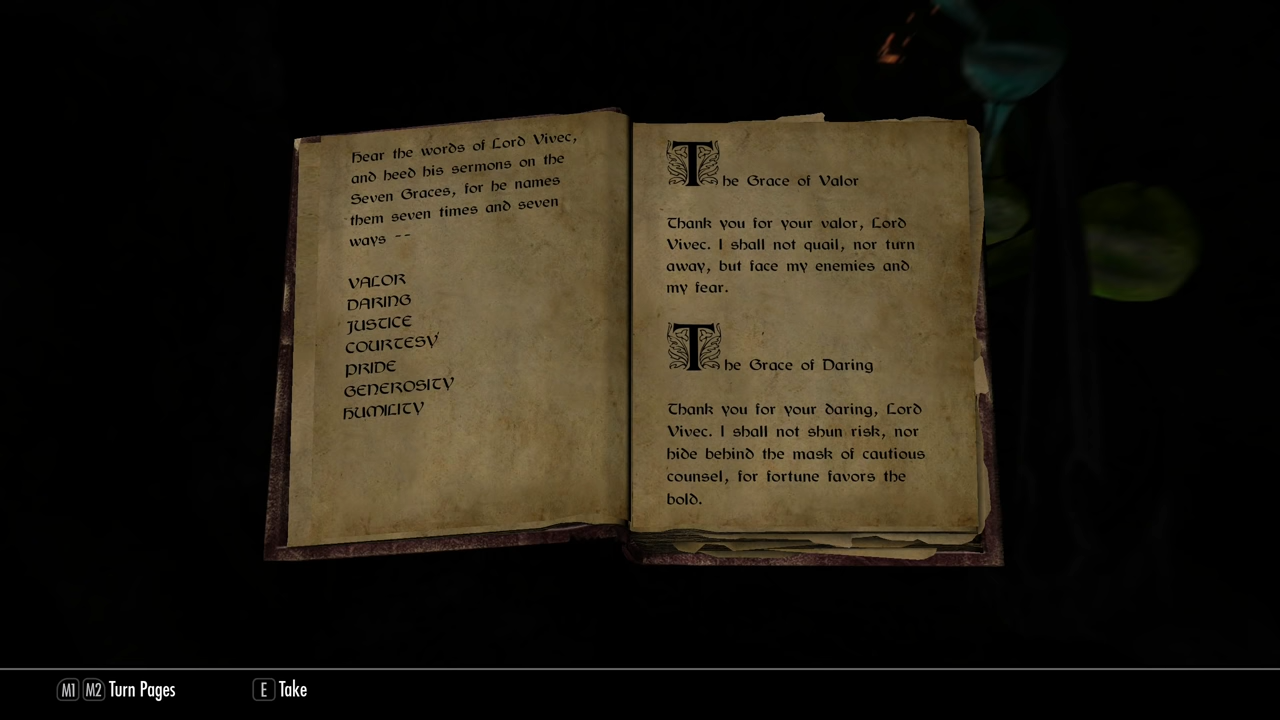 Hear the words of Lord Vivec,
and heed his sermons on the
Seven Graces, for he names
them seven times and seven
ways --
VALOR
DARING
JUSTICE
COURTESY
PRIDE
GENEROSITY
HUMILITY
The Grace of Valor
Thank you for your valor, Lord
Vivec. I shall not quail, nor turn
away, but face my enemies and
my fear.
The Grace of Daring
Thank you for your daring, Lord
Vivec. I shall not shun risk, nor
hide behind the mask of cautious
counsel, for fortune favors the
bold.
M1 M2 Turn Pages E Take